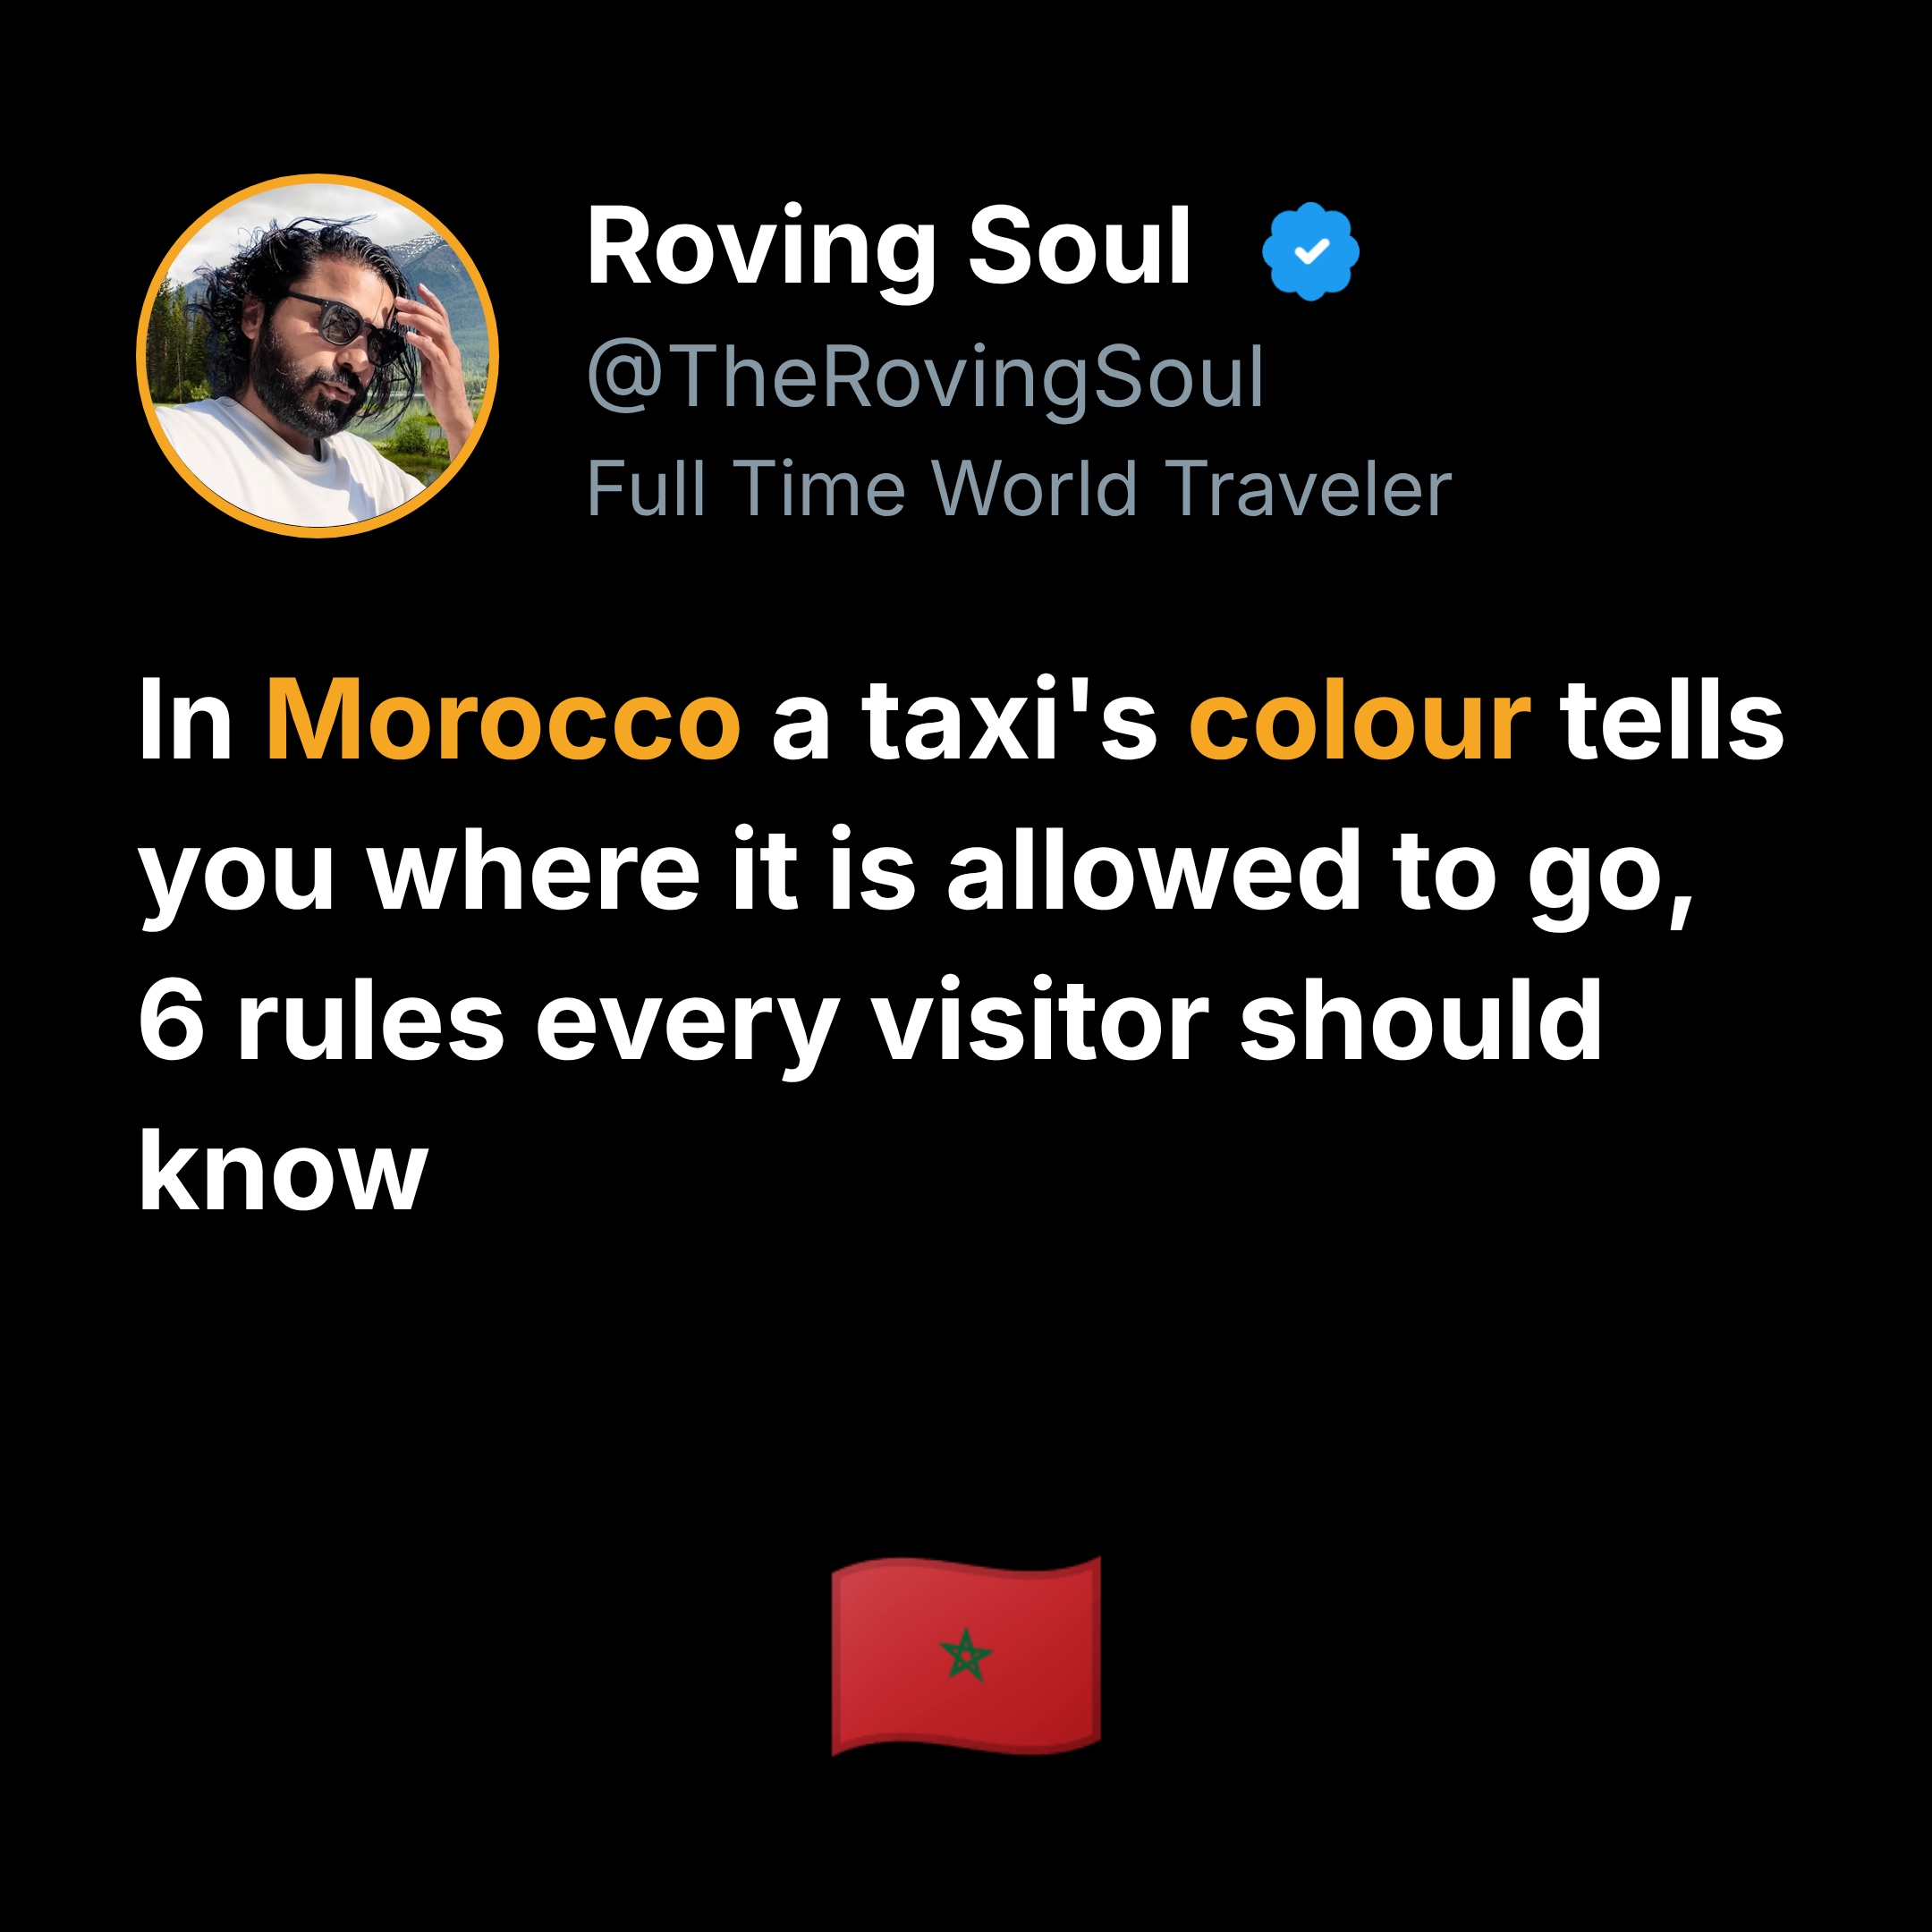 Roving Soul
@TheRovingSoul
Full Time World Traveler
In Morocco a taxi's colour tells
you where it is allowed to go,
6 rules every visitor should
know